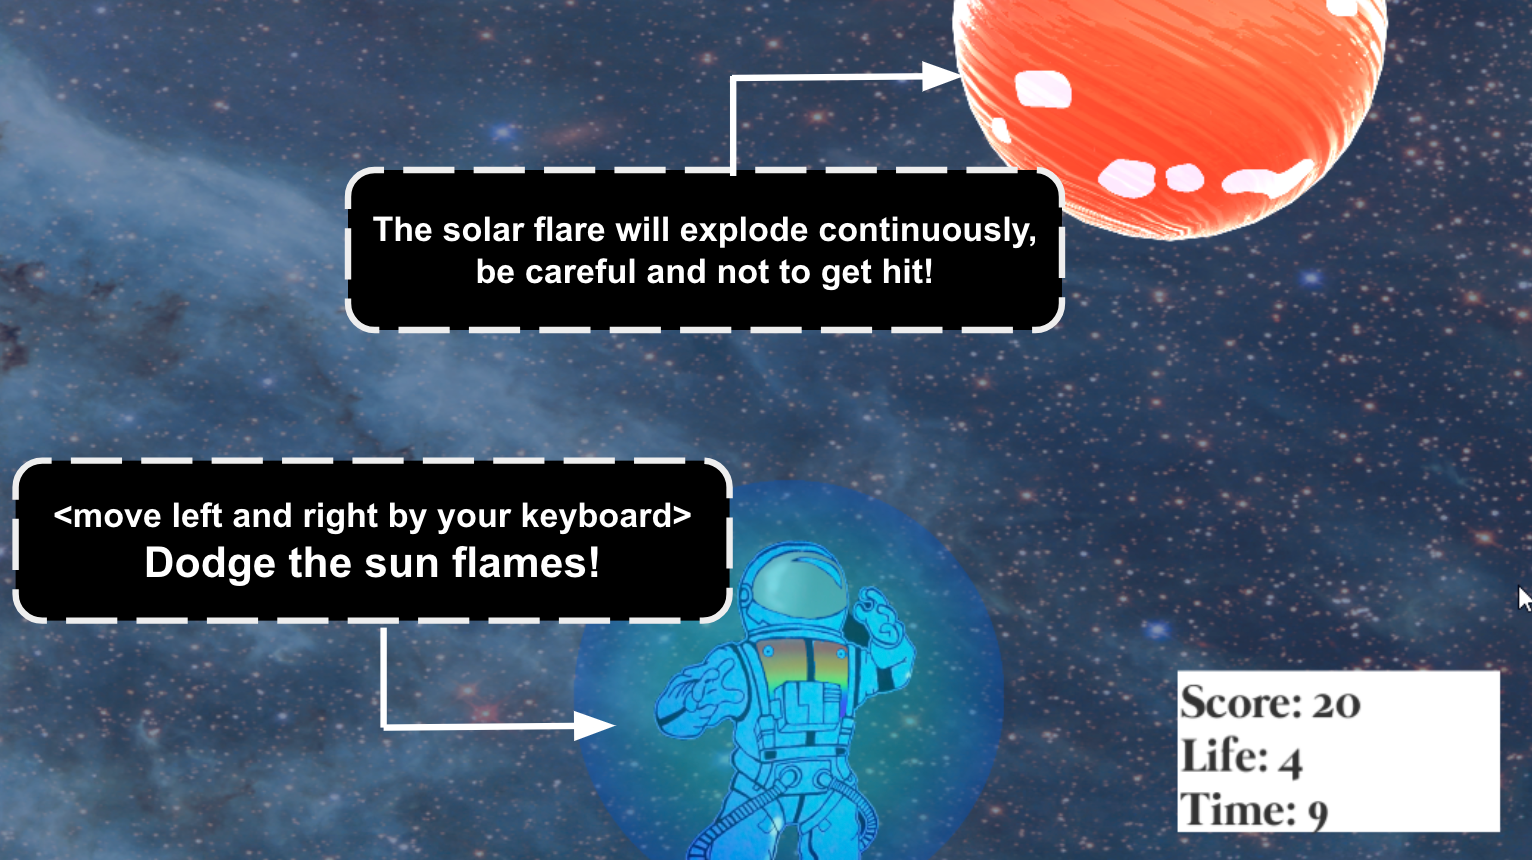 The solar flare will explode continuously,
be careful and not to get hit!
<move left and right by your keyboard>
Dodge the sun flames!
Score: 20
Life: 4
Time: 9